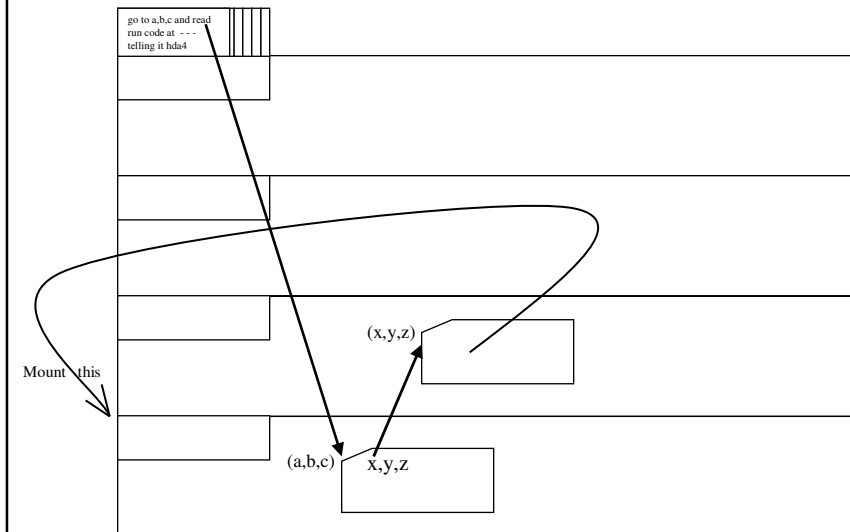 go to a,b,c and read
run code at - - -
telling it hda4
(x,y,z)
Mount this
(a,b,c)
x,y,z